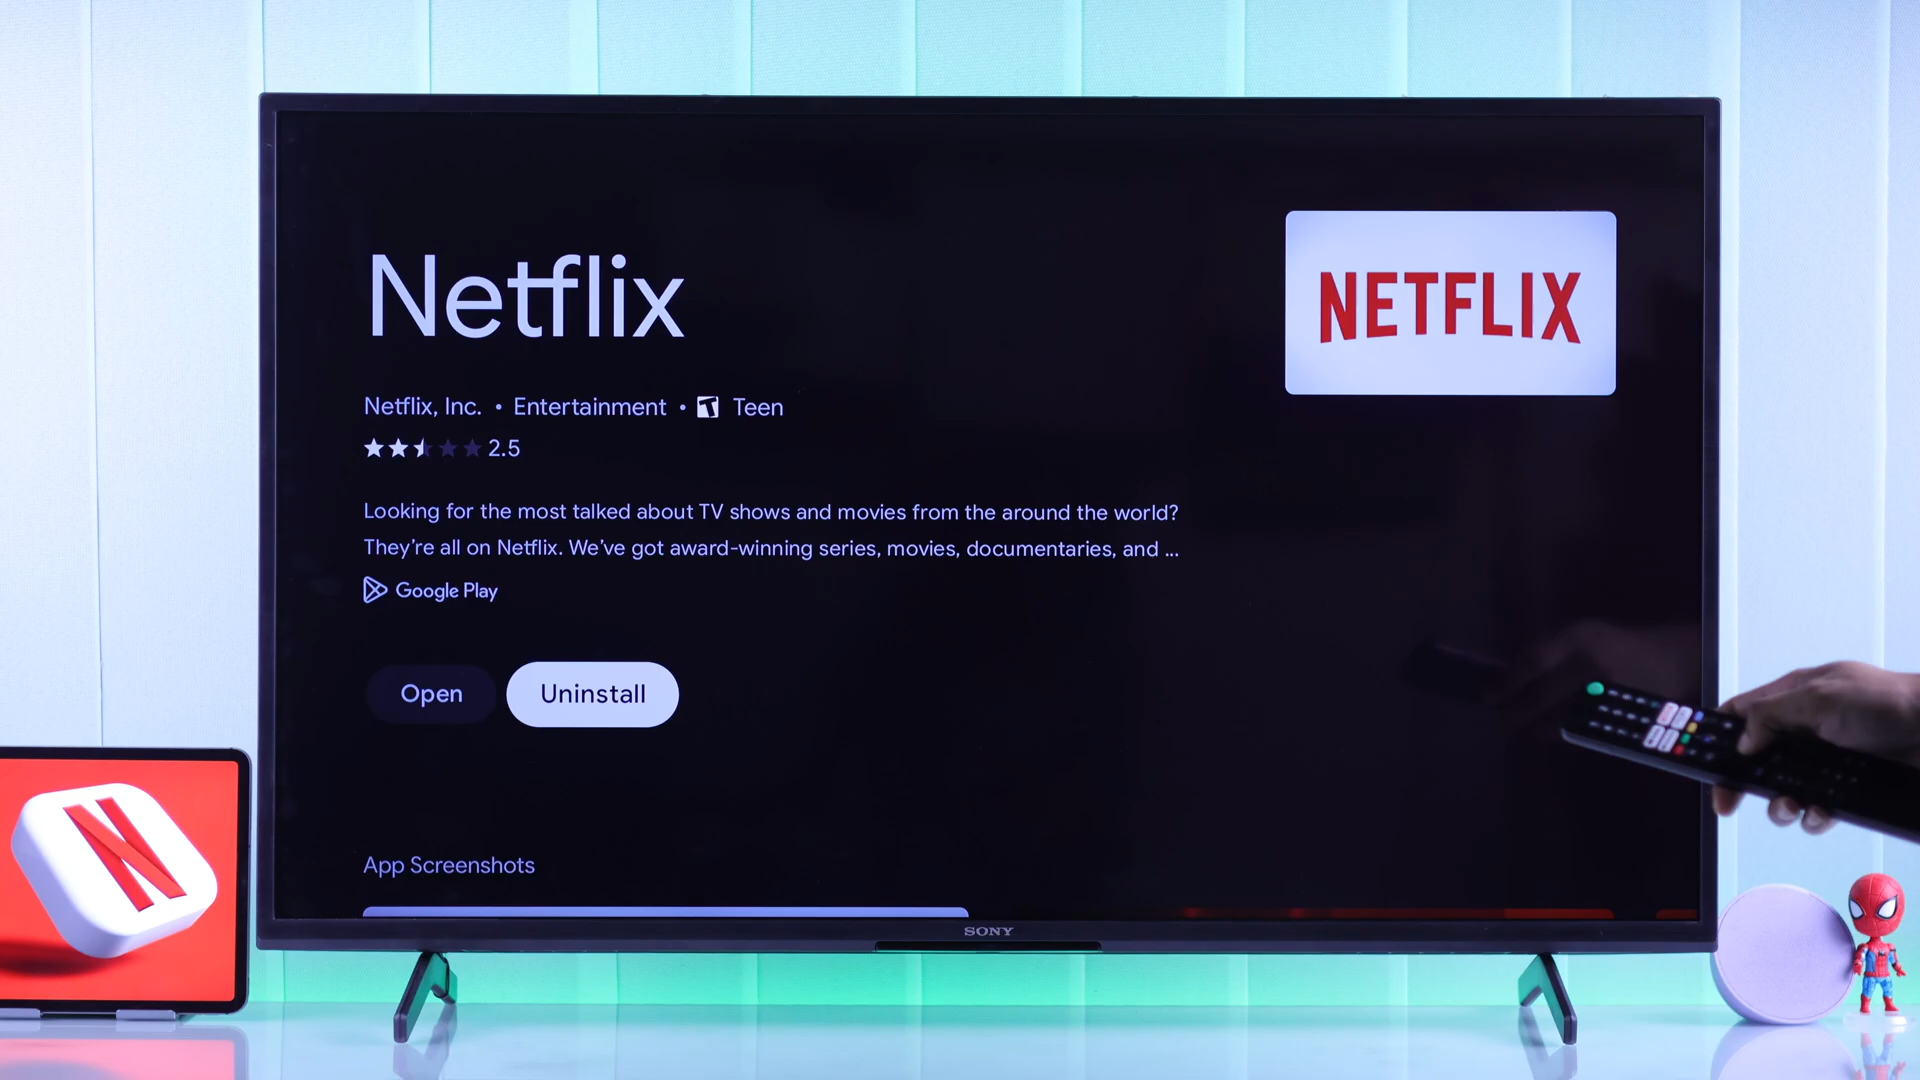 Netflix
NETFLIX
Netflix, Inc. • Entertainment • T Teen
2.5
Looking for the most talked about TV shows and movies from the around the world?
They're all on Netflix. We've got award-winning series, movies, documentaries, and ...
Google Play
Open
Uninstall
N
App Screenshots
SONY